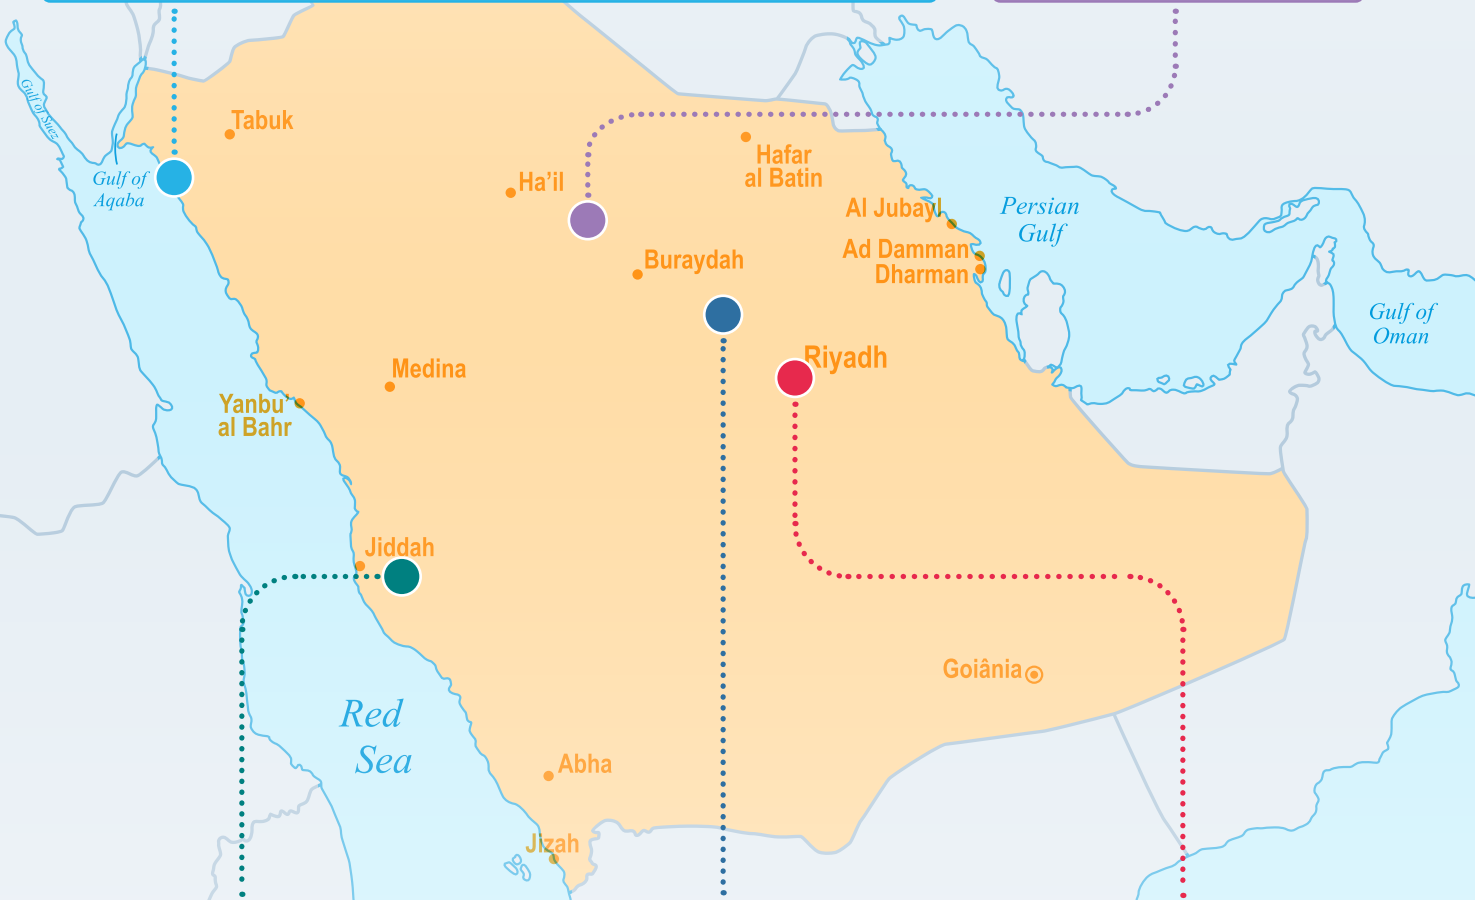 Gulf of Suez
Tabuk
Hafar
al Batin
Gulf of
Aqaba
Ha’il
Al Jubayl
Persian
Gulf
Ad Damman
Dharman
Buraydah
Gulf of
Oman
Riyadh
Medina
Yanbu’
al Bahr
Jiddah
Goiânia
Red
Sea
Abha
Jizah